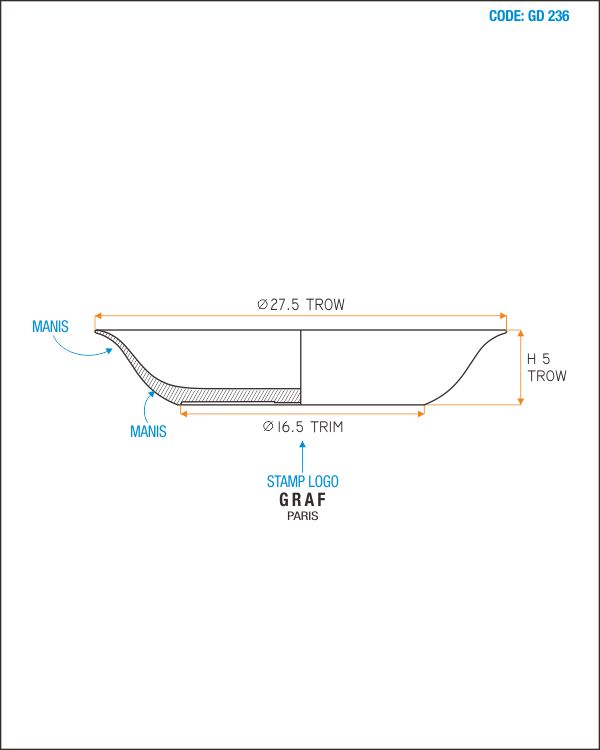 CODE: GD 236
⌀27.5 TROW
MANIS
H 5
TROW
MANIS
⌀16.5 TRIM
STAMP LOGO
GRAF
PARIS